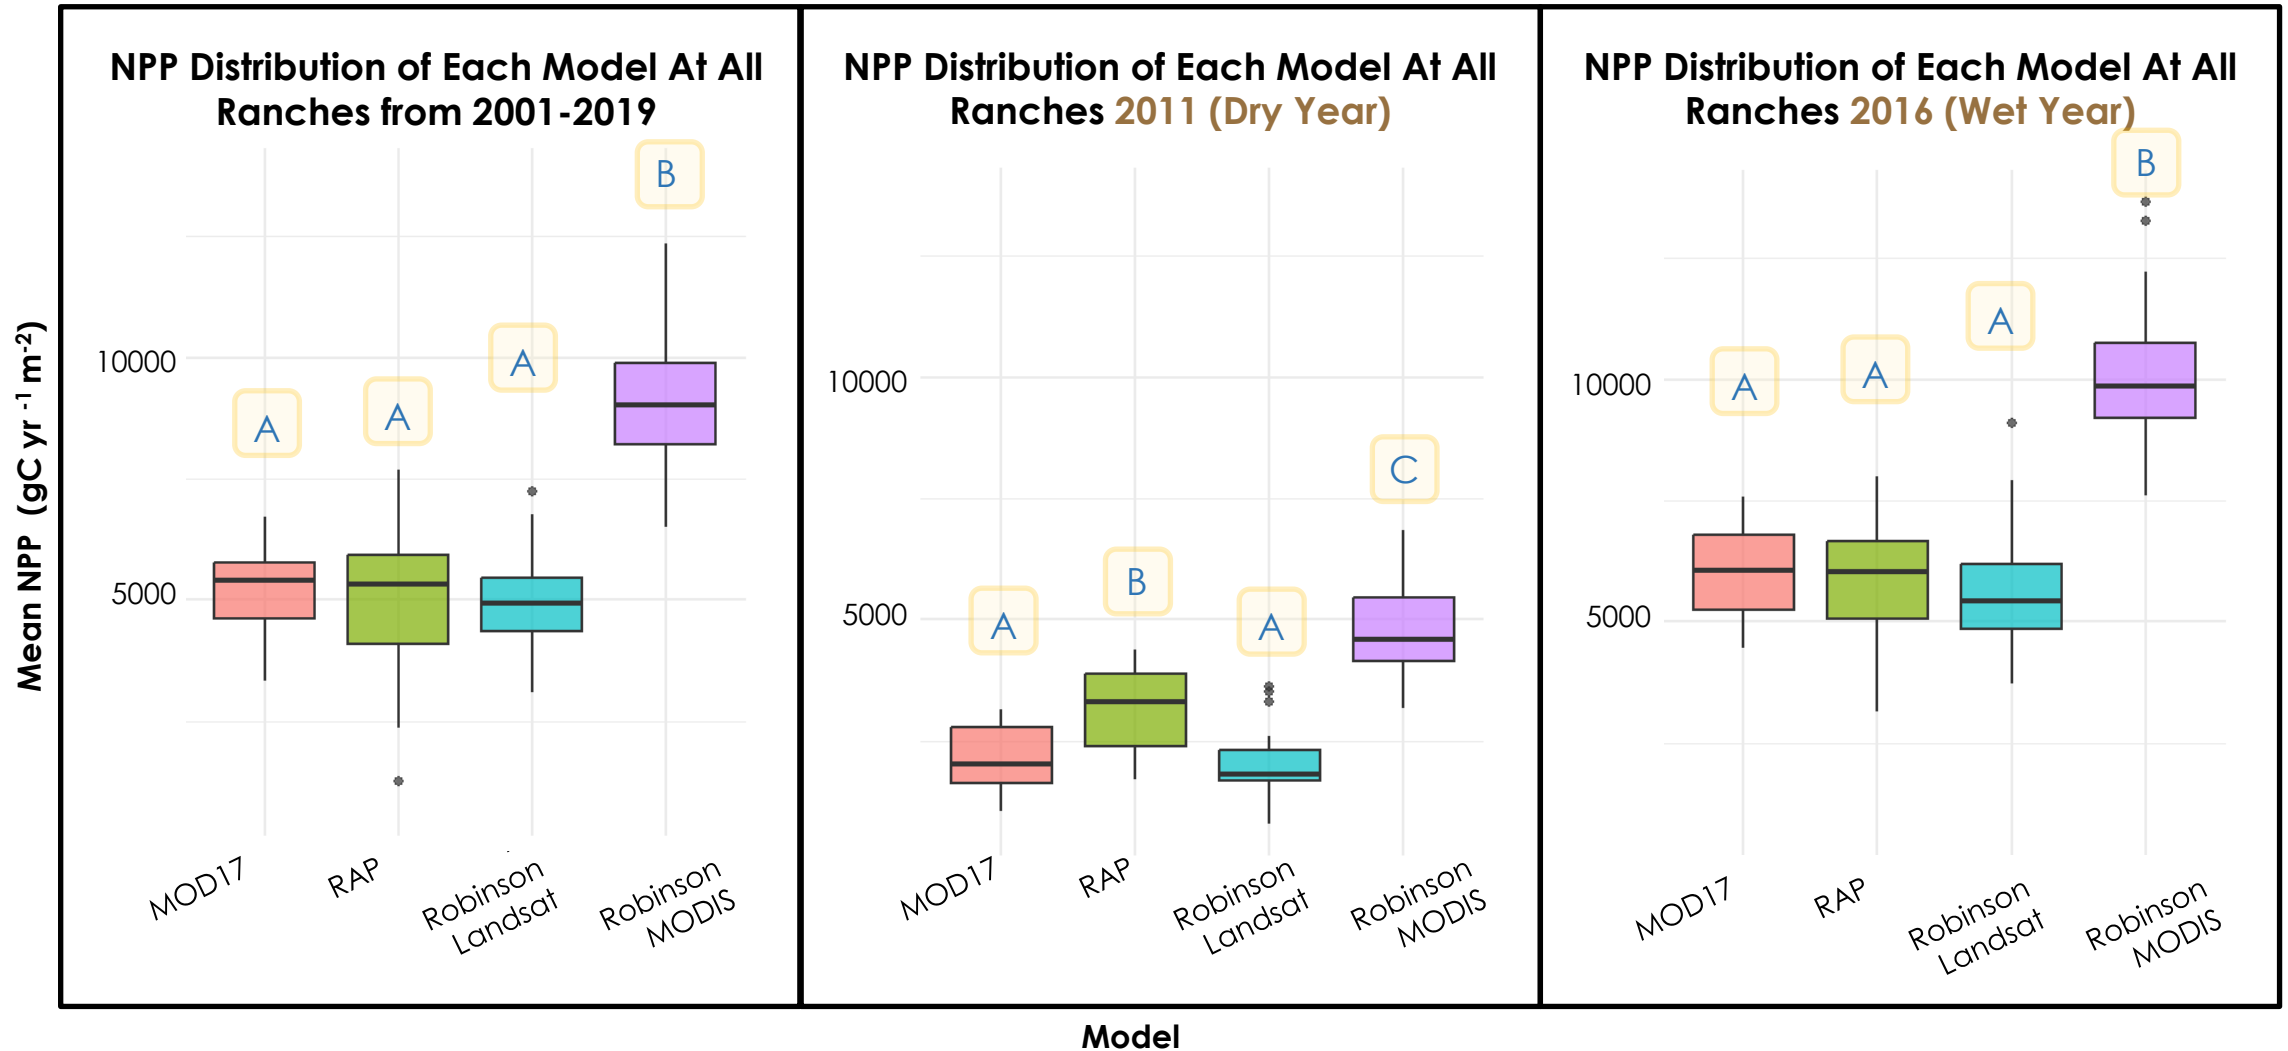 NPP Distribution of Each Model At All
Ranches from 2001-2019
B
A
A
A
10000
5000
MOD17
RAP
Robinson
Landsat
Robinson
MODIS
NPP Distribution of Each Model At All
Ranches 2011 (Dry Year)
10000
5000
C
B
A
A
MOD17
RAP
Robinson
Landsat
Robinson
MODIS
NPP Distribution of Each Model At All
Ranches 2016 (Wet Year)
B
A
A
A
10000
5000
MOD17
RAP
Robinson
Landsat
Robinson
MODIS
Mean NPP (gC yr -1 m-2)
Model